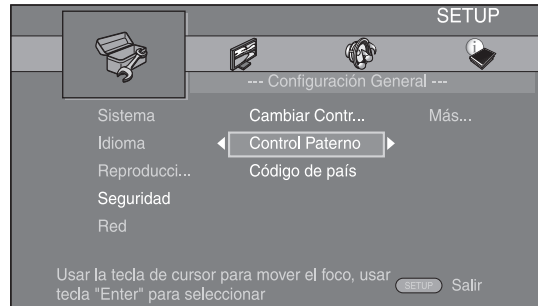 SETUP
--- Configuración General ---
Sistema
Cambiar Contr...
Más...
Idioma
Control Paterno
Reproducci...
Código de país
Seguridad
Red
Usar la tecla de cursor para mover el foco, usar
tecla "Enter" para seleccionar
SETUP
Salir